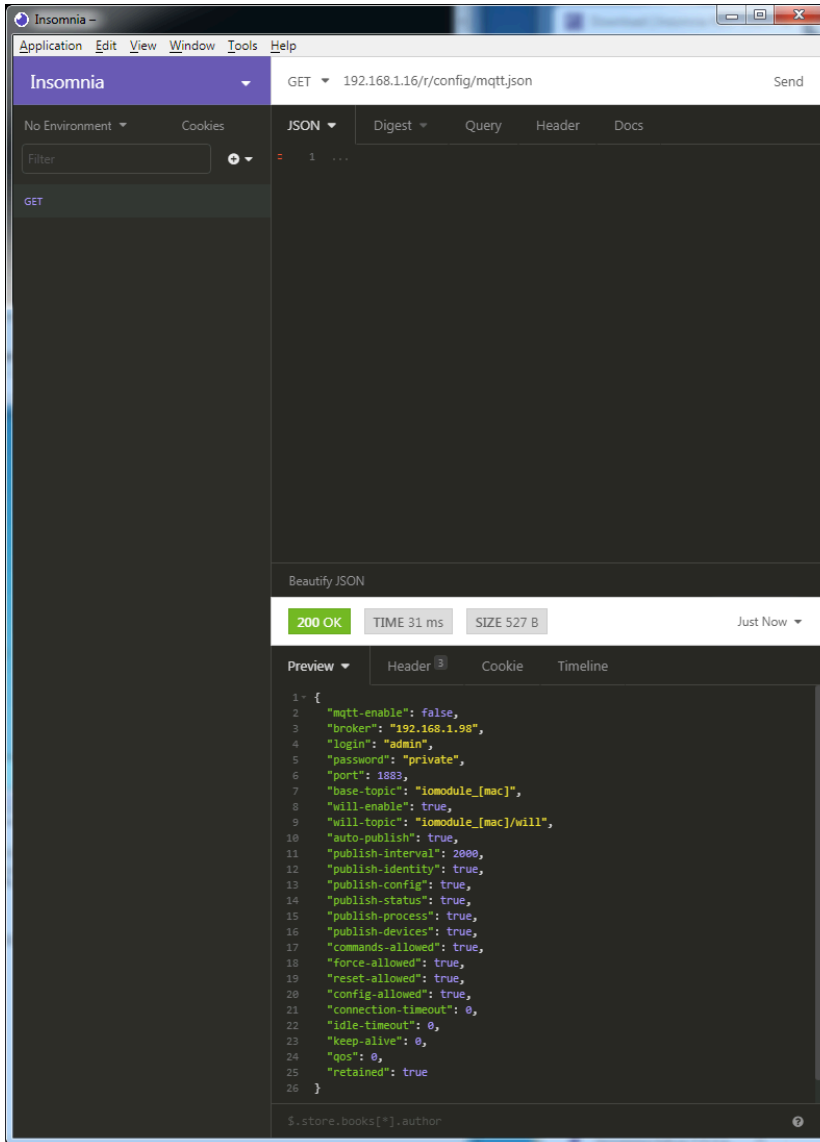 Insomnia –
Application Edit View Window Tools Help
Insomnia
GET 192.168.1.16/r/config/mqtt.json Send
No Environment Cookies
JSON Digest Query Header Docs
Filter
1 ...
GET
Beautify JSON
200 OK TIME 31 ms SIZE 527 B Just Now
Preview Header 3 Cookie Timeline
1 {
2 "mqtt-enable": false,
3 "broker": "192.168.1.98",
4 "login": "admin",
5 "password": "private",
6 "port": 1883,
7 "base-topic": "iomodule_[mac]",
8 "will-enable": true,
9 "will-topic": "iomodule_[mac]/will",
10 "auto-publish": true,
11 "publish-interval": 2000,
12 "publish-identity": true,
13 "publish-config": true,
14 "publish-status": true,
15 "publish-process": true,
16 "publish-devices": true,
17 "commands-allowed": true,
18 "force-allowed": true,
19 "reset-allowed": true,
20 "config-allowed": true,
21 "connection-timeout": 0,
22 "idle-timeout": 0,
23 "keep-alive": 0,
24 "qos": 0,
25 "retained": true
26 }
$.store.books[*].author